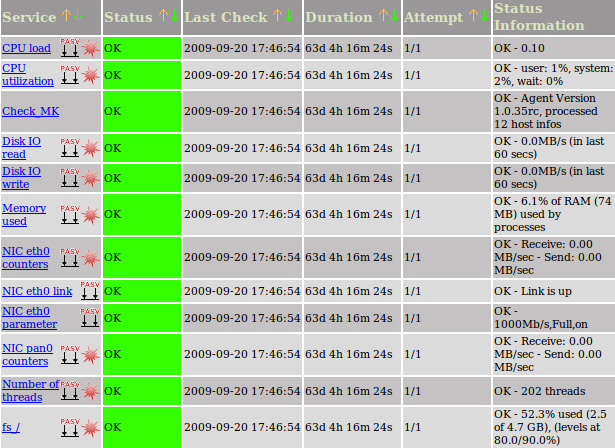 Service Status Last Check Duration Attempt Status Information
CPU load PASV OK 2009-09-20 17:46:54 63d 4h 16m 24s 1/1 OK - 0.10
CPU utilization PASV OK 2009-09-20 17:46:54 63d 4h 16m 24s 1/1 OK - user: 1%, system: 2%, wait: 0%
Check_MK OK 2009-09-20 17:46:54 63d 4h 16m 24s 1/1 OK - Agent Version 1.0.35rc, processed 12 host infos
Disk IO read PASV OK 2009-09-20 17:46:54 63d 4h 16m 24s 1/1 OK - 0.0MB/s (in last 60 secs)
Disk IO write PASV OK 2009-09-20 17:46:54 63d 4h 16m 24s 1/1 OK - 0.0MB/s (in last 60 secs)
Memory used PASV OK 2009-09-20 17:46:54 63d 4h 16m 24s 1/1 OK - 6.1% of RAM (74 MB) used by processes
NIC eth0 counters PASV OK 2009-09-20 17:46:54 63d 4h 16m 24s 1/1 OK - Receive: 0.00 MB/sec - Send: 0.00 MB/sec
NIC eth0 link PASV OK 2009-09-20 17:46:54 63d 4h 16m 24s 1/1 OK - Link is up
NIC eth0 parameter PASV OK 2009-09-20 17:46:54 63d 4h 16m 24s 1/1 OK - 1000Mb/s,Full,on
NIC pan0 counters PASV OK 2009-09-20 17:46:54 63d 4h 16m 24s 1/1 OK - Receive: 0.00 MB/sec - Send: 0.00 MB/sec
Number of threads PASV OK 2009-09-20 17:46:54 63d 4h 16m 24s 1/1 OK - 202 threads
fs_/ PASV OK 2009-09-20 17:46:54 63d 4h 16m 24s 1/1 OK - 52.3% used (2.5 of 4.7 GB), (levels at 80.0/90.0%)